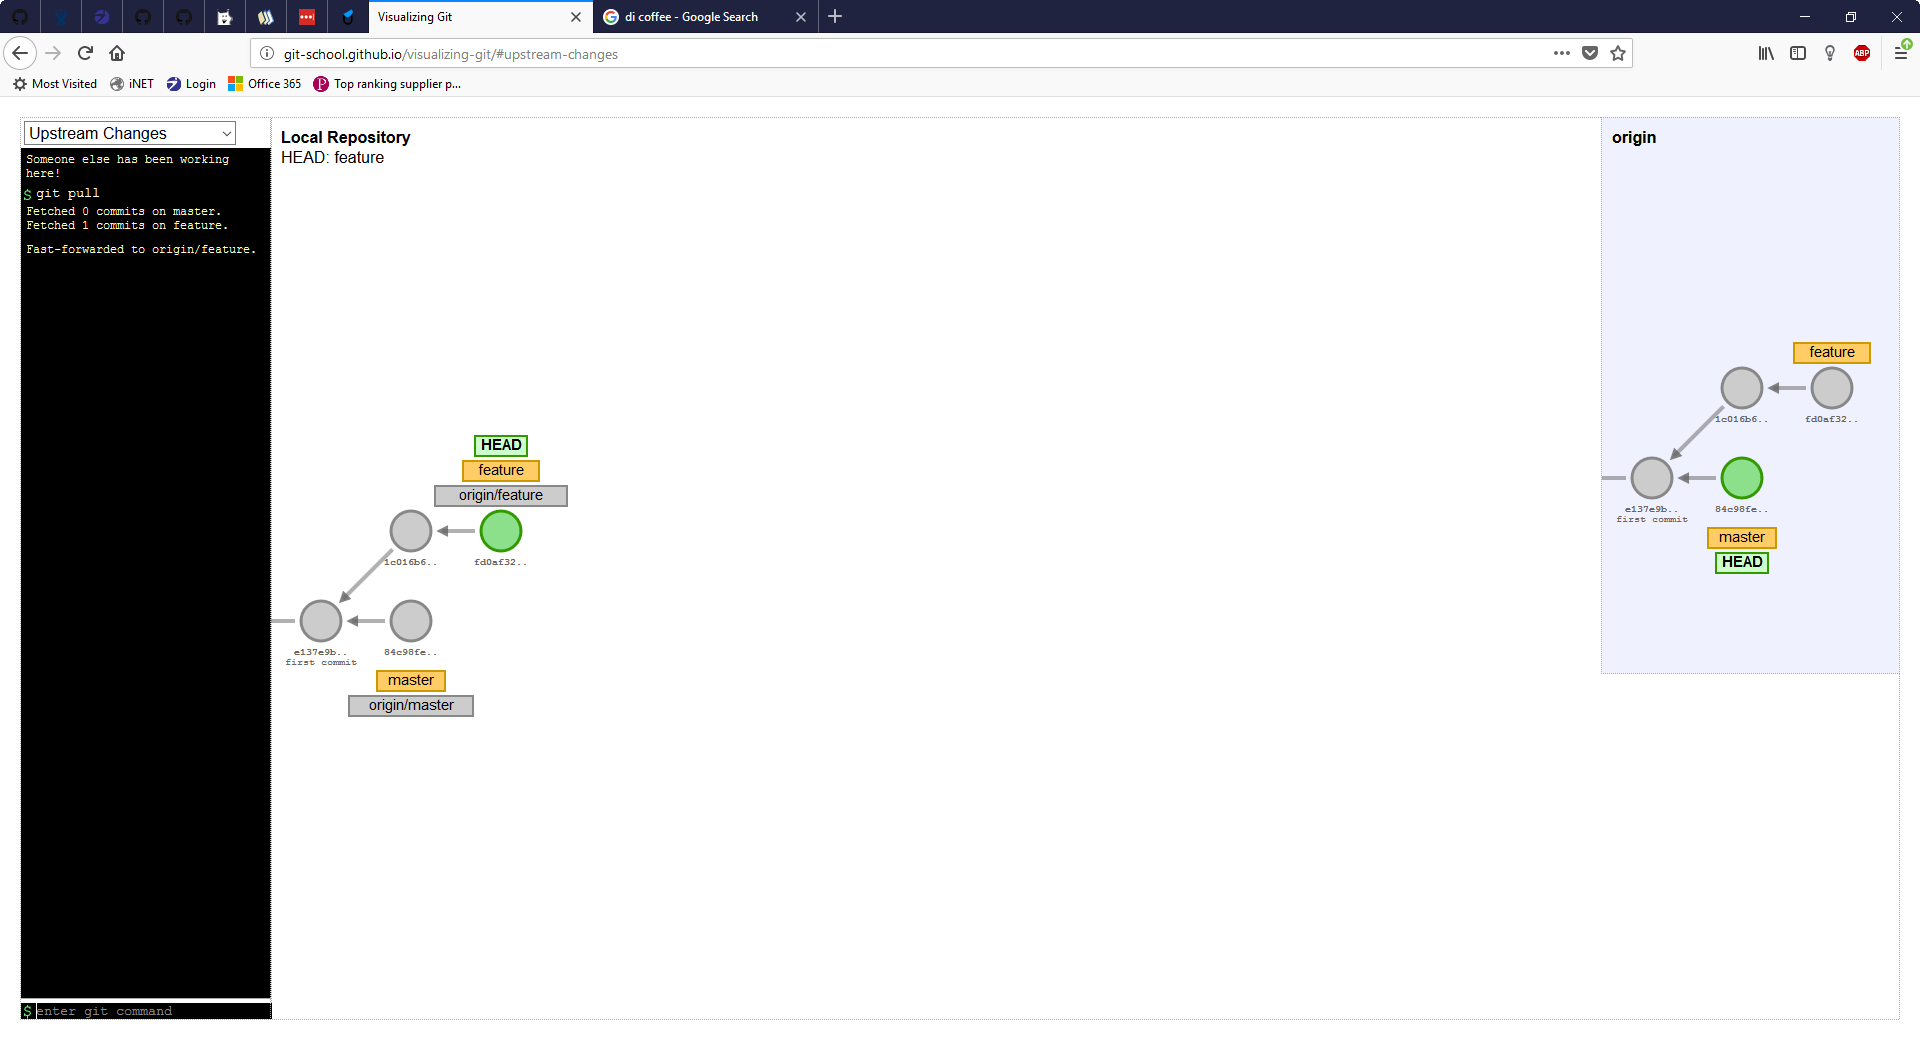 Visualizing Git
di coffee - Google Search
git-school.github.io/visualizing-git/#upstream-changes
ABP
Most Visited
iNET
Login
Office 365
Top ranking supplier p...
Upstream Changes
Someone else has been working
here!
$ git pull
Fetched 0 commits on master.
Fetched 1 commits on feature.
Fast-forwarded to origin/feature.
$ enter git command
Local Repository
HEAD: feature
HEAD
feature
origin/feature
1c016b6..
fd0af32..
e137e9b..
first commit
84c98fe..
master
origin/master
origin
feature
1c016b6..
fd0af32..
e137e9b..
first commit
84c98fe..
master
HEAD